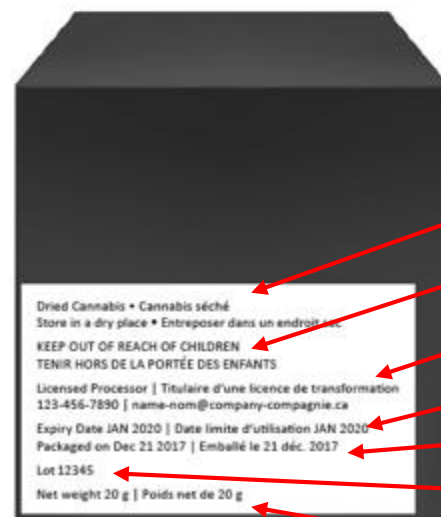 Dried Cannabis • Cannabis séché
Store in a dry place • Entreposer dans un endroit sec
KEEP OUT OF REACH OF CHILDREN
TENIR HORS DE LA PORTÉE DES ENFANTS
Licensed Processor | Titulaire d'une licence de transformation
123-456-7890 | name-nom@company-compagnie.ca
Expiry Date JAN 2020 | Date limite d'utilisation JAN 2020
Packaged on Dec 21 2017 | Emballé le 21 déc. 2017
Lot 12345
Net weight 20 g | Poids net de 20 g